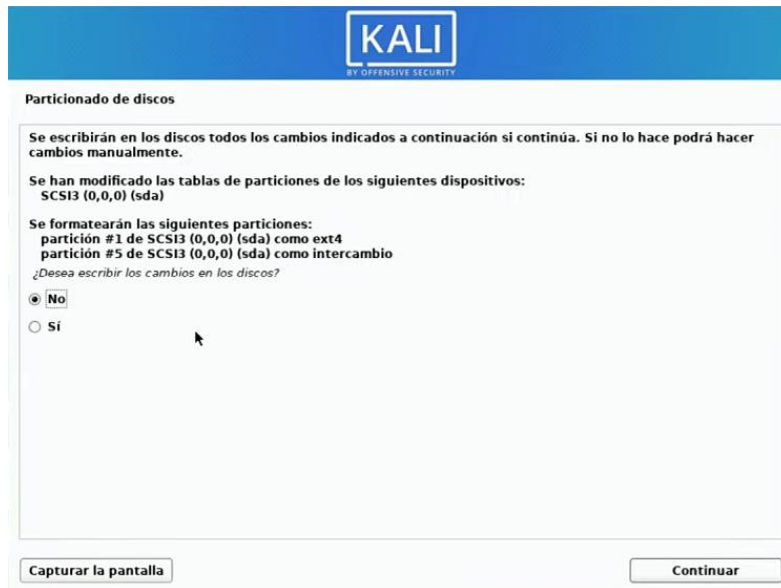 KALI
BY OFFENSIVE SECURITY
Particionado de discos
Se escribirán en los discos todos los cambios indicados a continuación si continúa. Si no lo hace podrá hacer
cambios manualmente.
Se han modificado las tablas de particiones de los siguientes dispositivos:
SCSI3 (0,0,0) (sda)
Se formatearán las siguientes particiones:
partición #1 de SCSI3 (0,0,0) (sda) como ext4
partición #5 de SCSI3 (0,0,0) (sda) como intercambio
¿Desea escribir los cambios en los discos?
No
Sí
Capturar la pantalla
Continuar